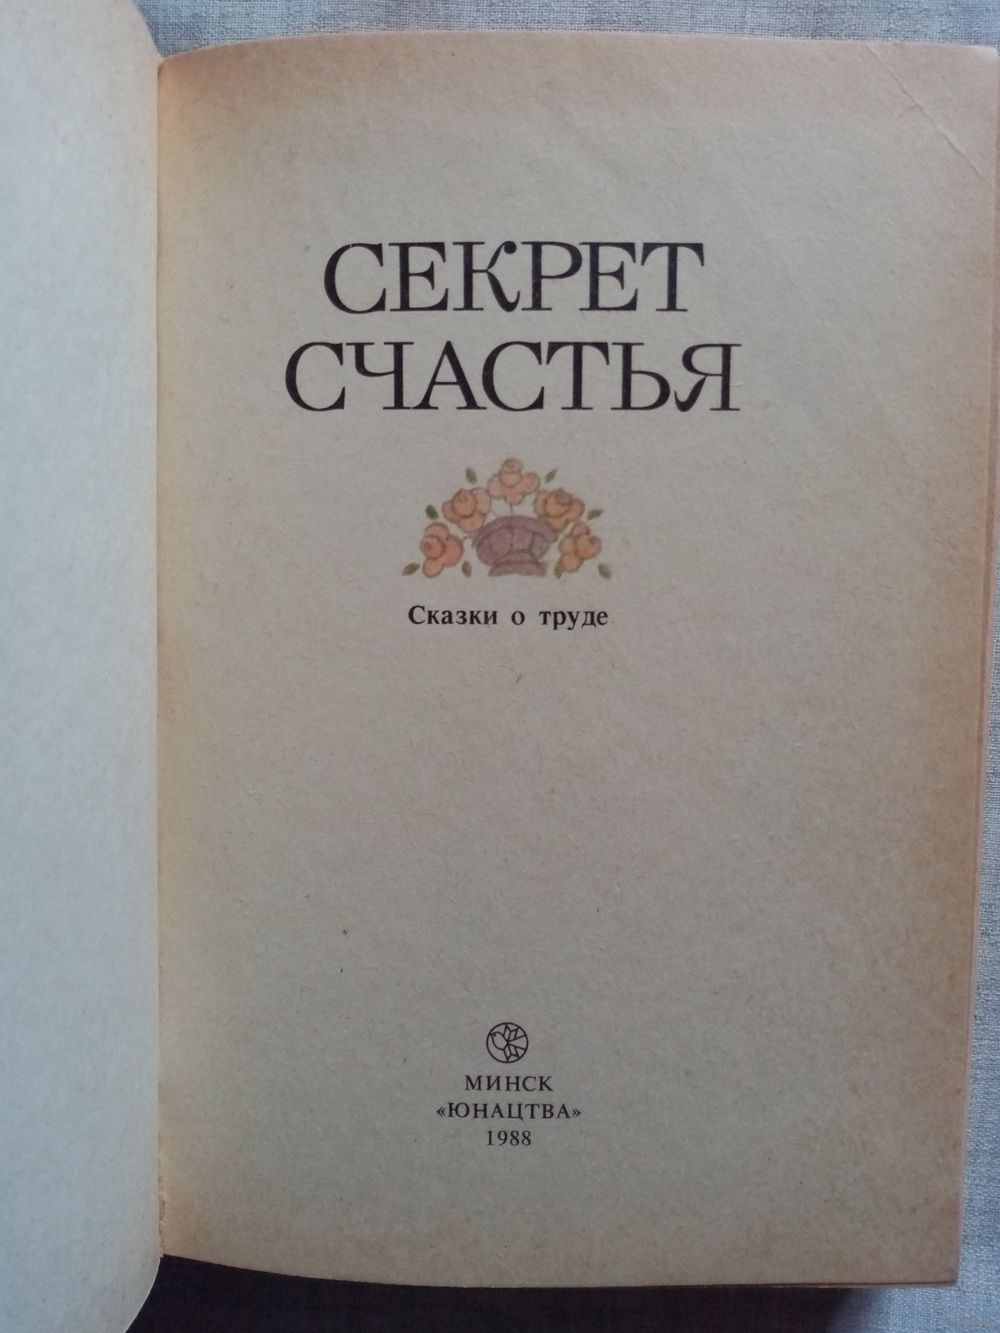 СЕКРЕТ
СЧАСТЬЯ
Сказки о труде
МИНСК
«ЮНАЦТВА»
1988